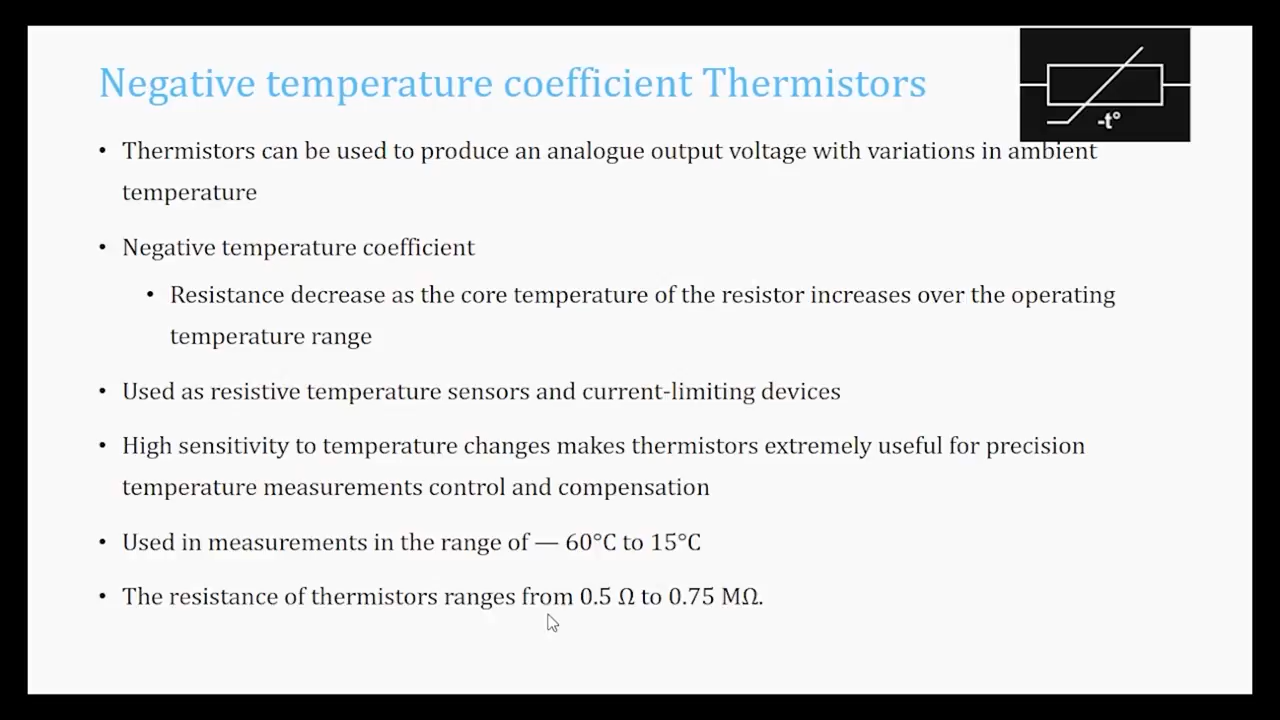 Negative temperature coefficient Thermistors
-t°
• Thermistors can be used to produce an analogue output voltage with variations in ambient
temperature
• Negative temperature coefficient
• Resistance decrease as the core temperature of the resistor increases over the operating
temperature range
• Used as resistive temperature sensors and current-limiting devices
• High sensitivity to temperature changes makes thermistors extremely useful for precision
temperature measurements control and compensation
• Used in measurements in the range of — 60°C to 15°C
• The resistance of thermistors ranges from 0.5 Ω to 0.75 MΩ.